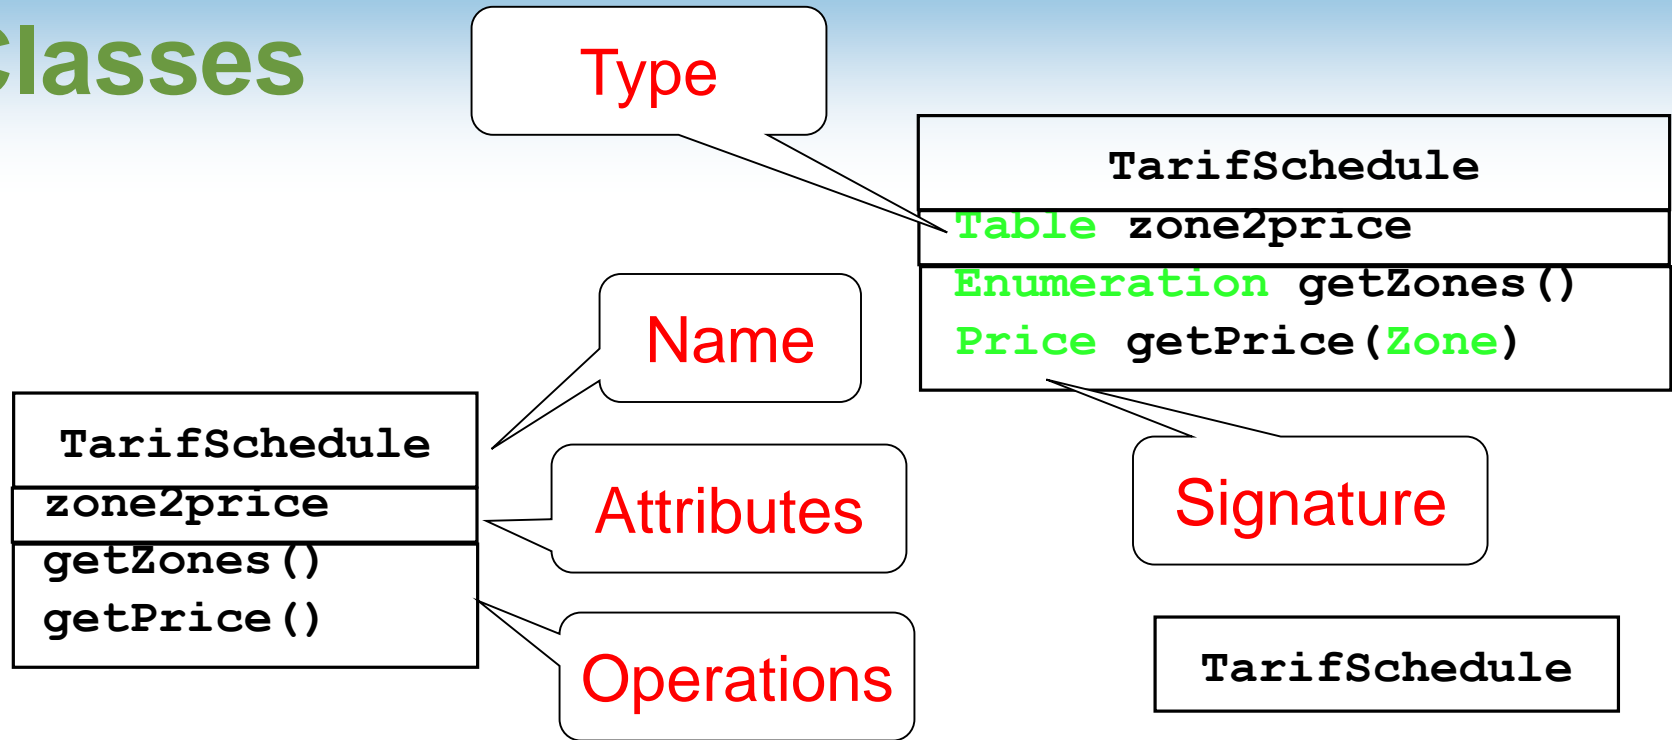 Classes
Type
TarifSchedule
Table zone2price
Enumeration getZones()
Price getPrice(Zone)
Name
TarifSchedule
zone2price
getZones()
getPrice()
Attributes
Operations
Signature
TarifSchedule